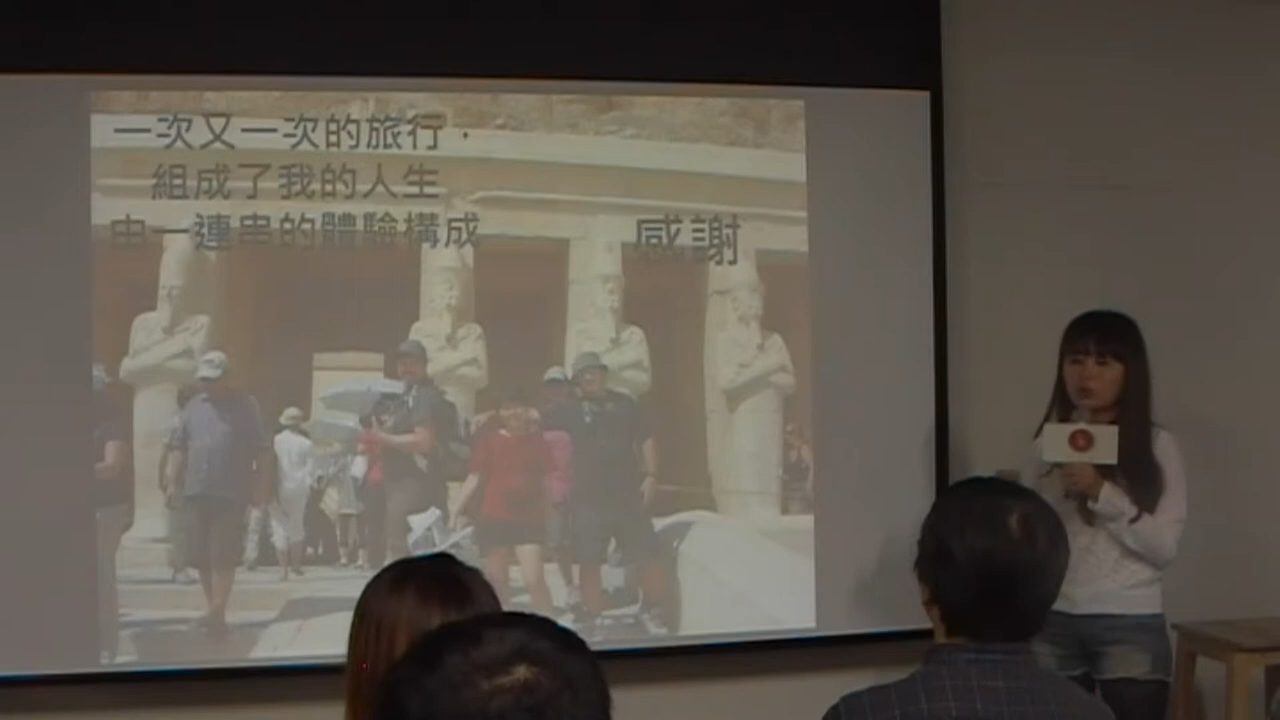 一次又一次的旅行，
組成了我的人生
由一連串的體驗構成
感謝